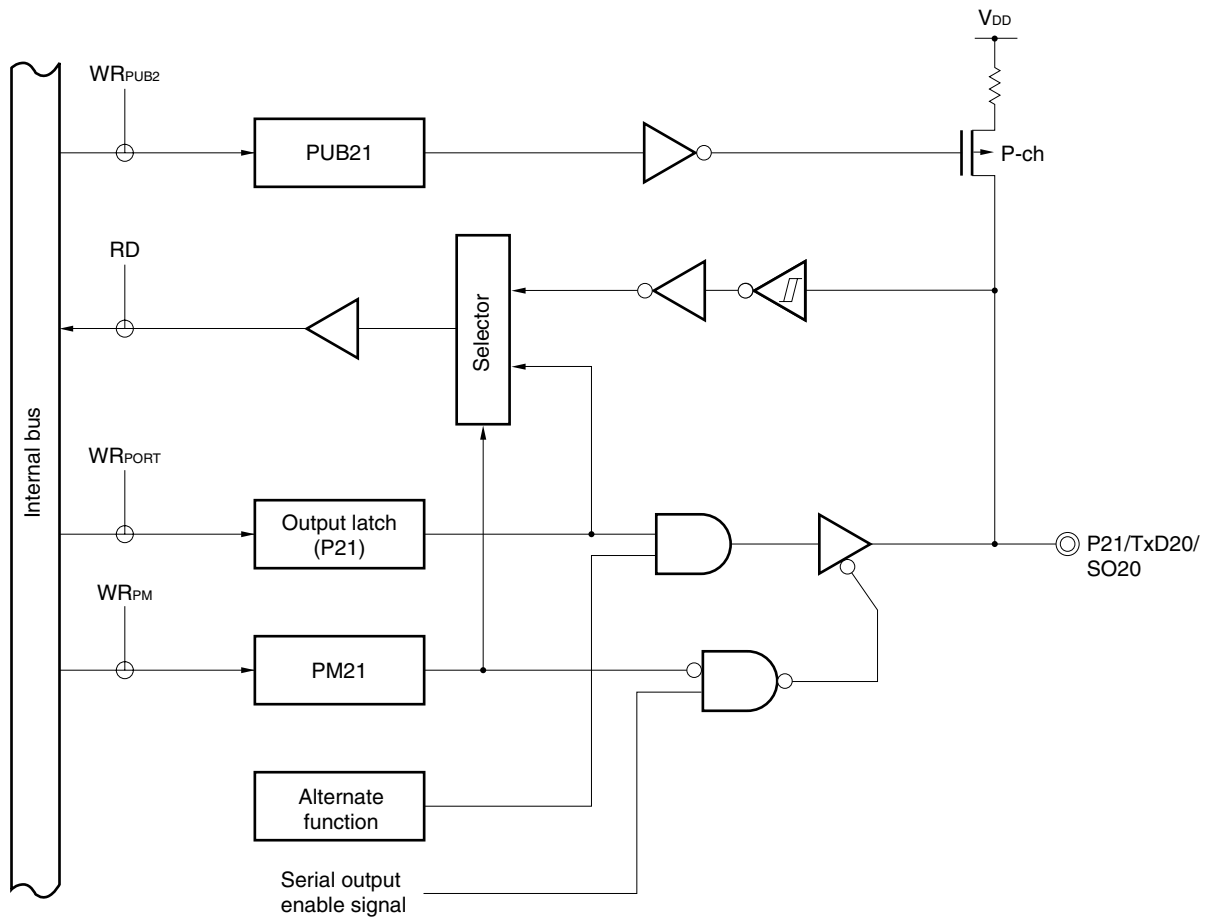 VDD
WRPUB2
PUB21
P-ch
RD
Selector
Internal bus
WRPORT
Output latch
(P21)
P21/TxD20/
SO20
WRPM
PM21
Alternate
function
Serial output
enable signal